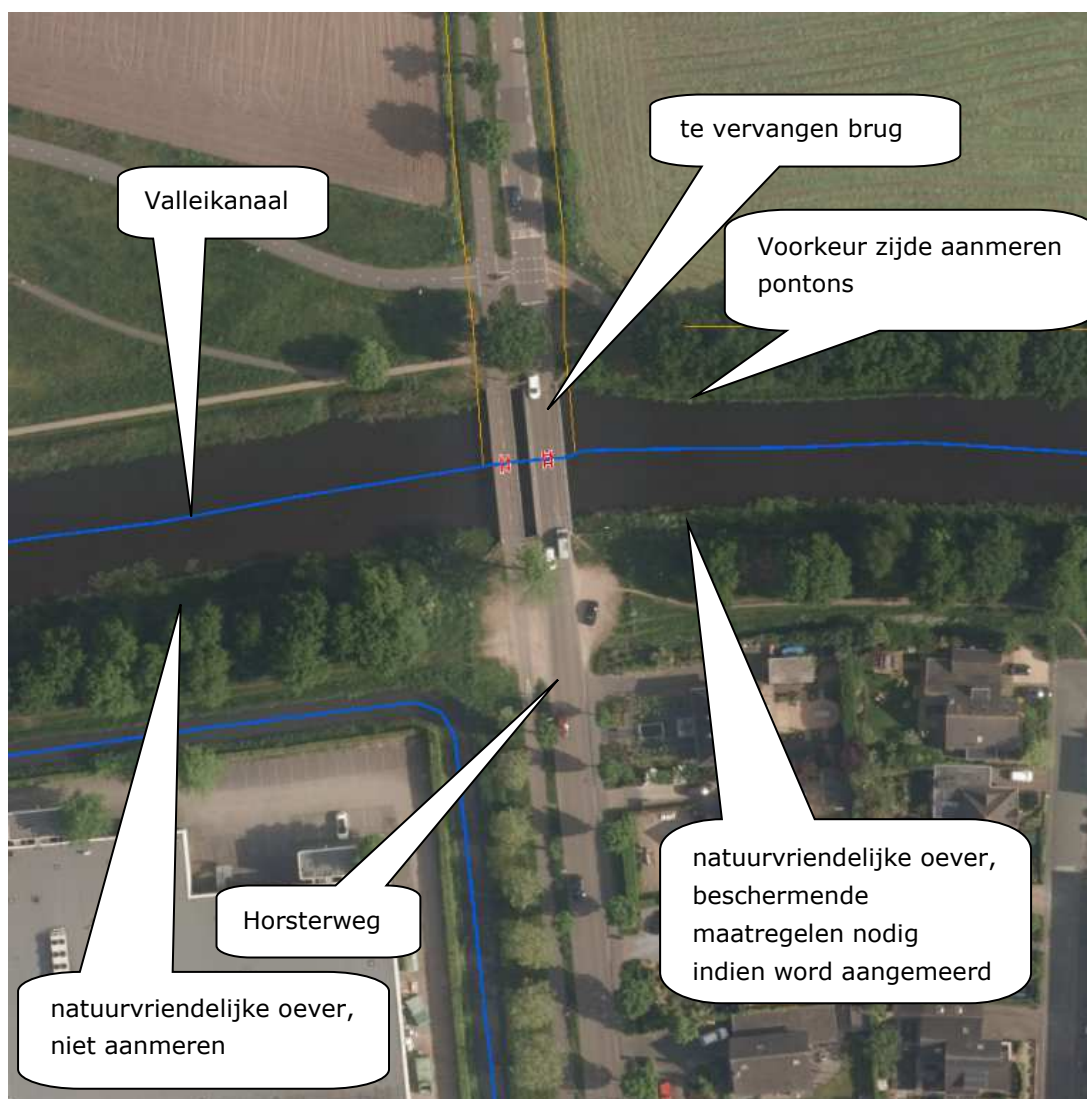 te vervangen brug
Valleikanaal
Voorkeur zijde aanmeren
pontons
Horsterweg
natuurvriendelijke oever,
beschermende
maatregelen nodig
indien word aangemeerd
natuurvriendelijke oever,
niet aanmeren